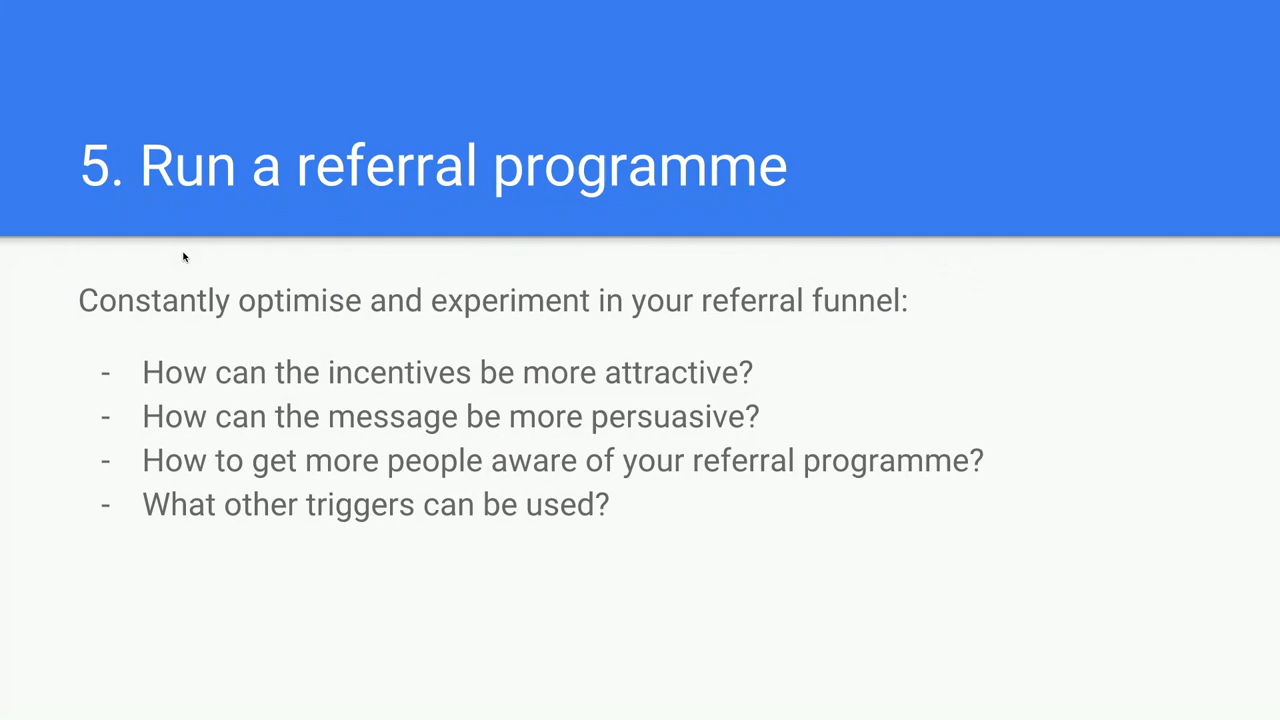 5. Run a referral programme
Constantly optimise and experiment in your referral funnel:
- How can the incentives be more attractive?
- How can the message be more persuasive?
- How to get more people aware of your referral programme?
- What other triggers can be used?